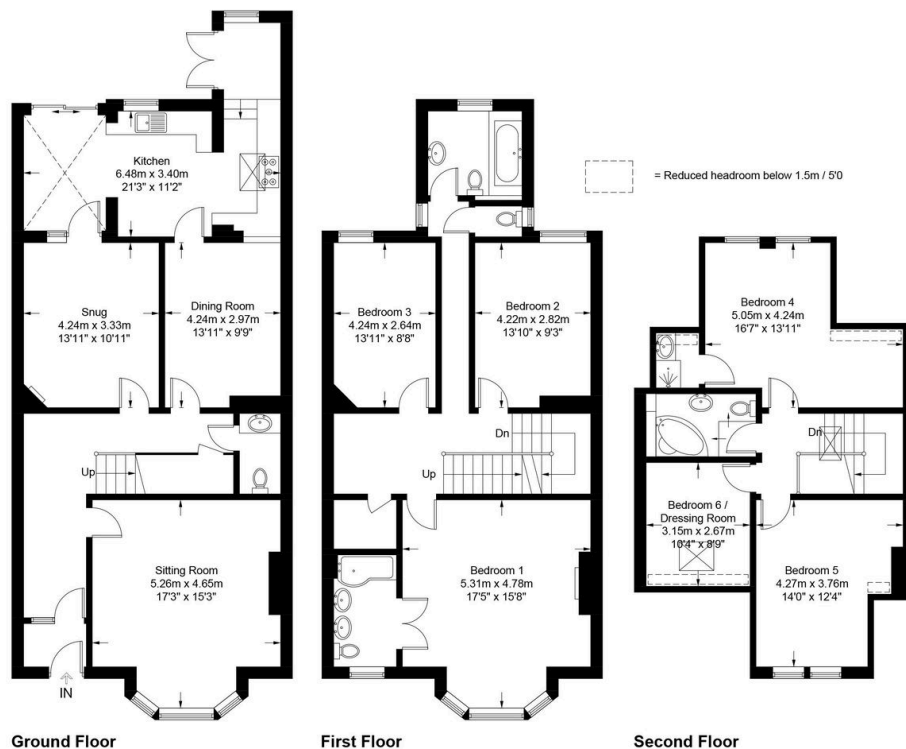 Kitchen
6.48m x 3.40m
21'3" x 11'2"
Snug
4.24m x 3.33m
13'11" x 10'11"
Dining Room
4.24m x 2.97m
13'11" x 9'9"
Up
Sitting Room
5.26m x 4.65m
17'3" x 15'3"
IN
Ground Floor
Bedroom 3
4.24m x 2.64m
13'11" x 8'8"
Bedroom 2
4.22m x 2.82m
13'10" x 9'3"
Dn
Up
Bedroom 1
5.31m x 4.78m
17'5" x 15'8"
First Floor
= Reduced headroom below 1.5m / 5'0
Bedroom 4
5.05m x 4.24m
16'7" x 13'11"
Dn
Bedroom 6 /
Dressing Room
3.15m x 2.67m
10'4" x 8'9"
Bedroom 5
4.27m x 3.76m
14'0" x 12'4"
Second Floor